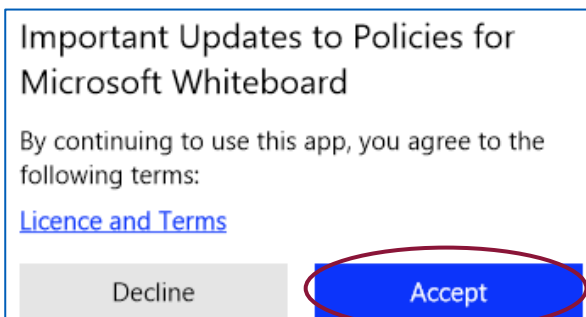 Important Updates to Policies for
Microsoft Whiteboard
By continuing to use this app, you agree to the
following terms:
Licence and Terms
Decline Accept